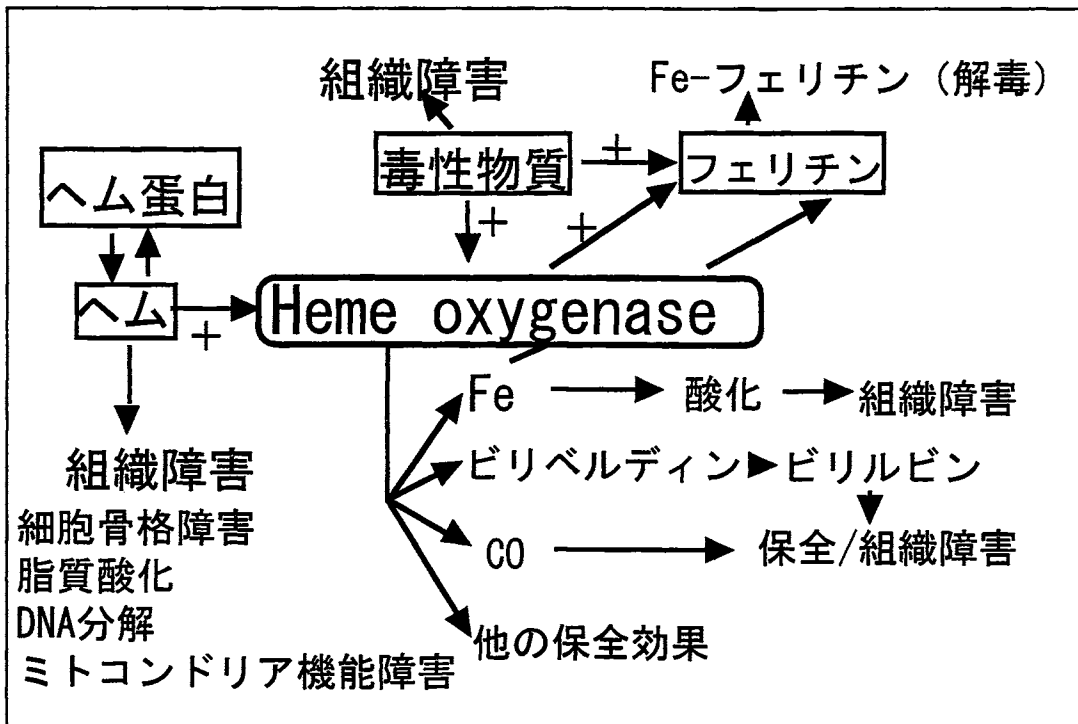 組織障害
Fe-フェリチン（解毒）
毒性物質
+
フェリチン
ヘム蛋白
+
+
ヘム
+
Heme oxygenase
Fe
酸化
組織障害
組織障害
ビリベルディン
ビリルビン
細胞骨格障害
CO
保全/組織障害
脂質酸化
DNA分解
他の保全効果
ミトコンドリア機能障害